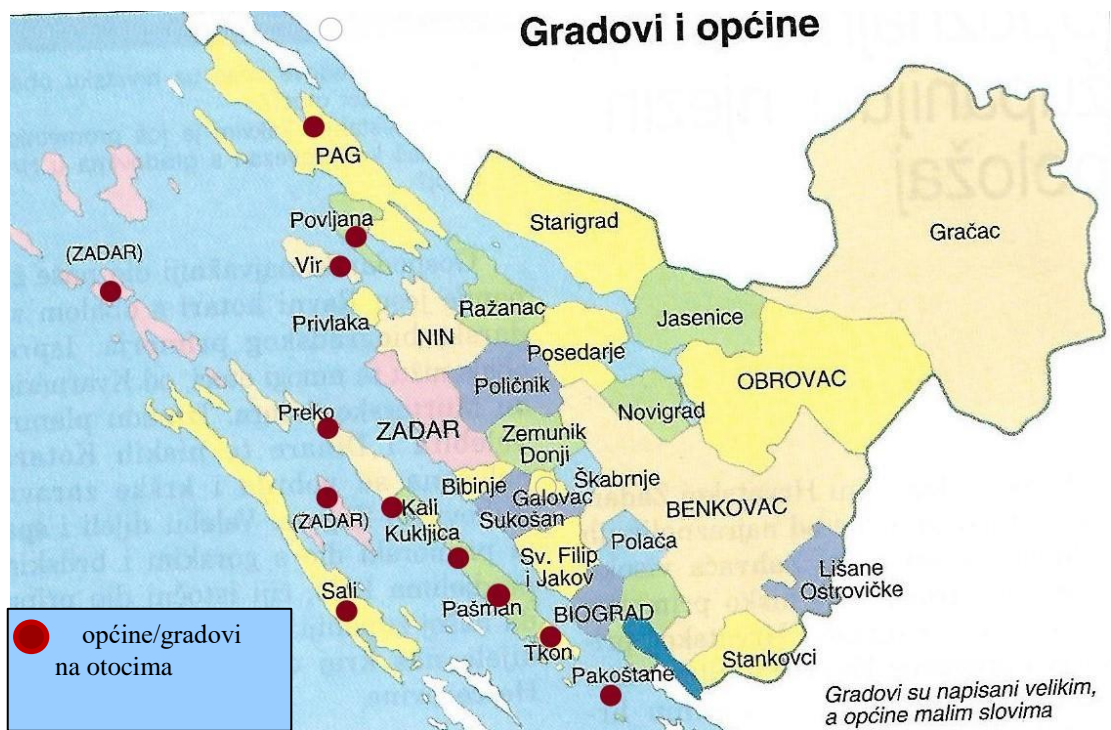 Gradovi i općine
PAG
Povljana
(ZADAR)
Vir
Privlaka
NIN
Ražanac
Starigrad
Gračac
Jasenice
Posedarje
OBROVAC
Poličnik
Novigrad
Preko
ZADAR
Zemunik
Donji
Bibinje
Galovac
Škabrnje
(ZADAR)
Kali
Sukošan
BENKOVAC
Kukljica
Polača
Sv. Filip
i Jakov
Lišane
Ostrovičke
Sali
Pašman
BIOGRAD
Tkon
Stankovci
Pakoštane
općine/gradovi
na otocima
Gradovi su napisani velikim,
a općine malim slovima